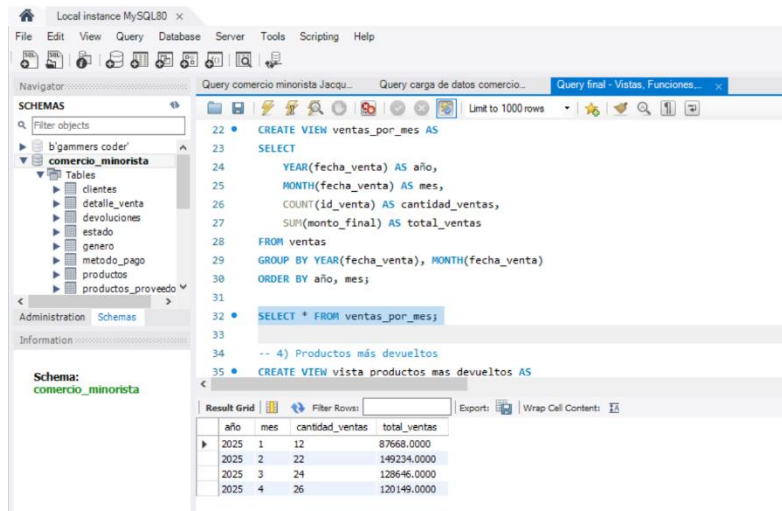 Local instance MySQL80 ×
File Edit View Query Database Server Tools Scripting Help
Navigator
Query comercio minorista Jacqu... Query carga de datos comercio... Query final - Vistas, Funciones,... ×
SCHEMAS
Limit to 1000 rows
Filter objects
b'gammers coder'
comercio_minorista
Tables
clientes
detalle_venta
devoluciones
estado
genero
metodo_pago
productos
productos_proveedo
Administration Schemas
Information
Schema:
comercio_minorista
22 CREATE VIEW ventas_por_mes AS
23 SELECT
24 YEAR(fecha_venta) AS año,
25 MONTH(fecha_venta) AS mes,
26 COUNT(id_venta) AS cantidad_ventas,
27 SUM(monto_final) AS total_ventas
28 FROM ventas
29 GROUP BY YEAR(fecha_venta), MONTH(fecha_venta)
30 ORDER BY año, mes;
31
32 SELECT * FROM ventas_por_mes;
33
34 -- 4) Productos más devueltos
35 CREATE VIEW vista_productos_mas_devueltos AS
Result Grid Filter Rows: Export: Wrap Cell Content:
año mes cantidad_ventas total_ventas
2025 1 12 87668.0000
2025 2 22 149234.0000
2025 3 24 128646.0000
2025 4 26 120149.0000